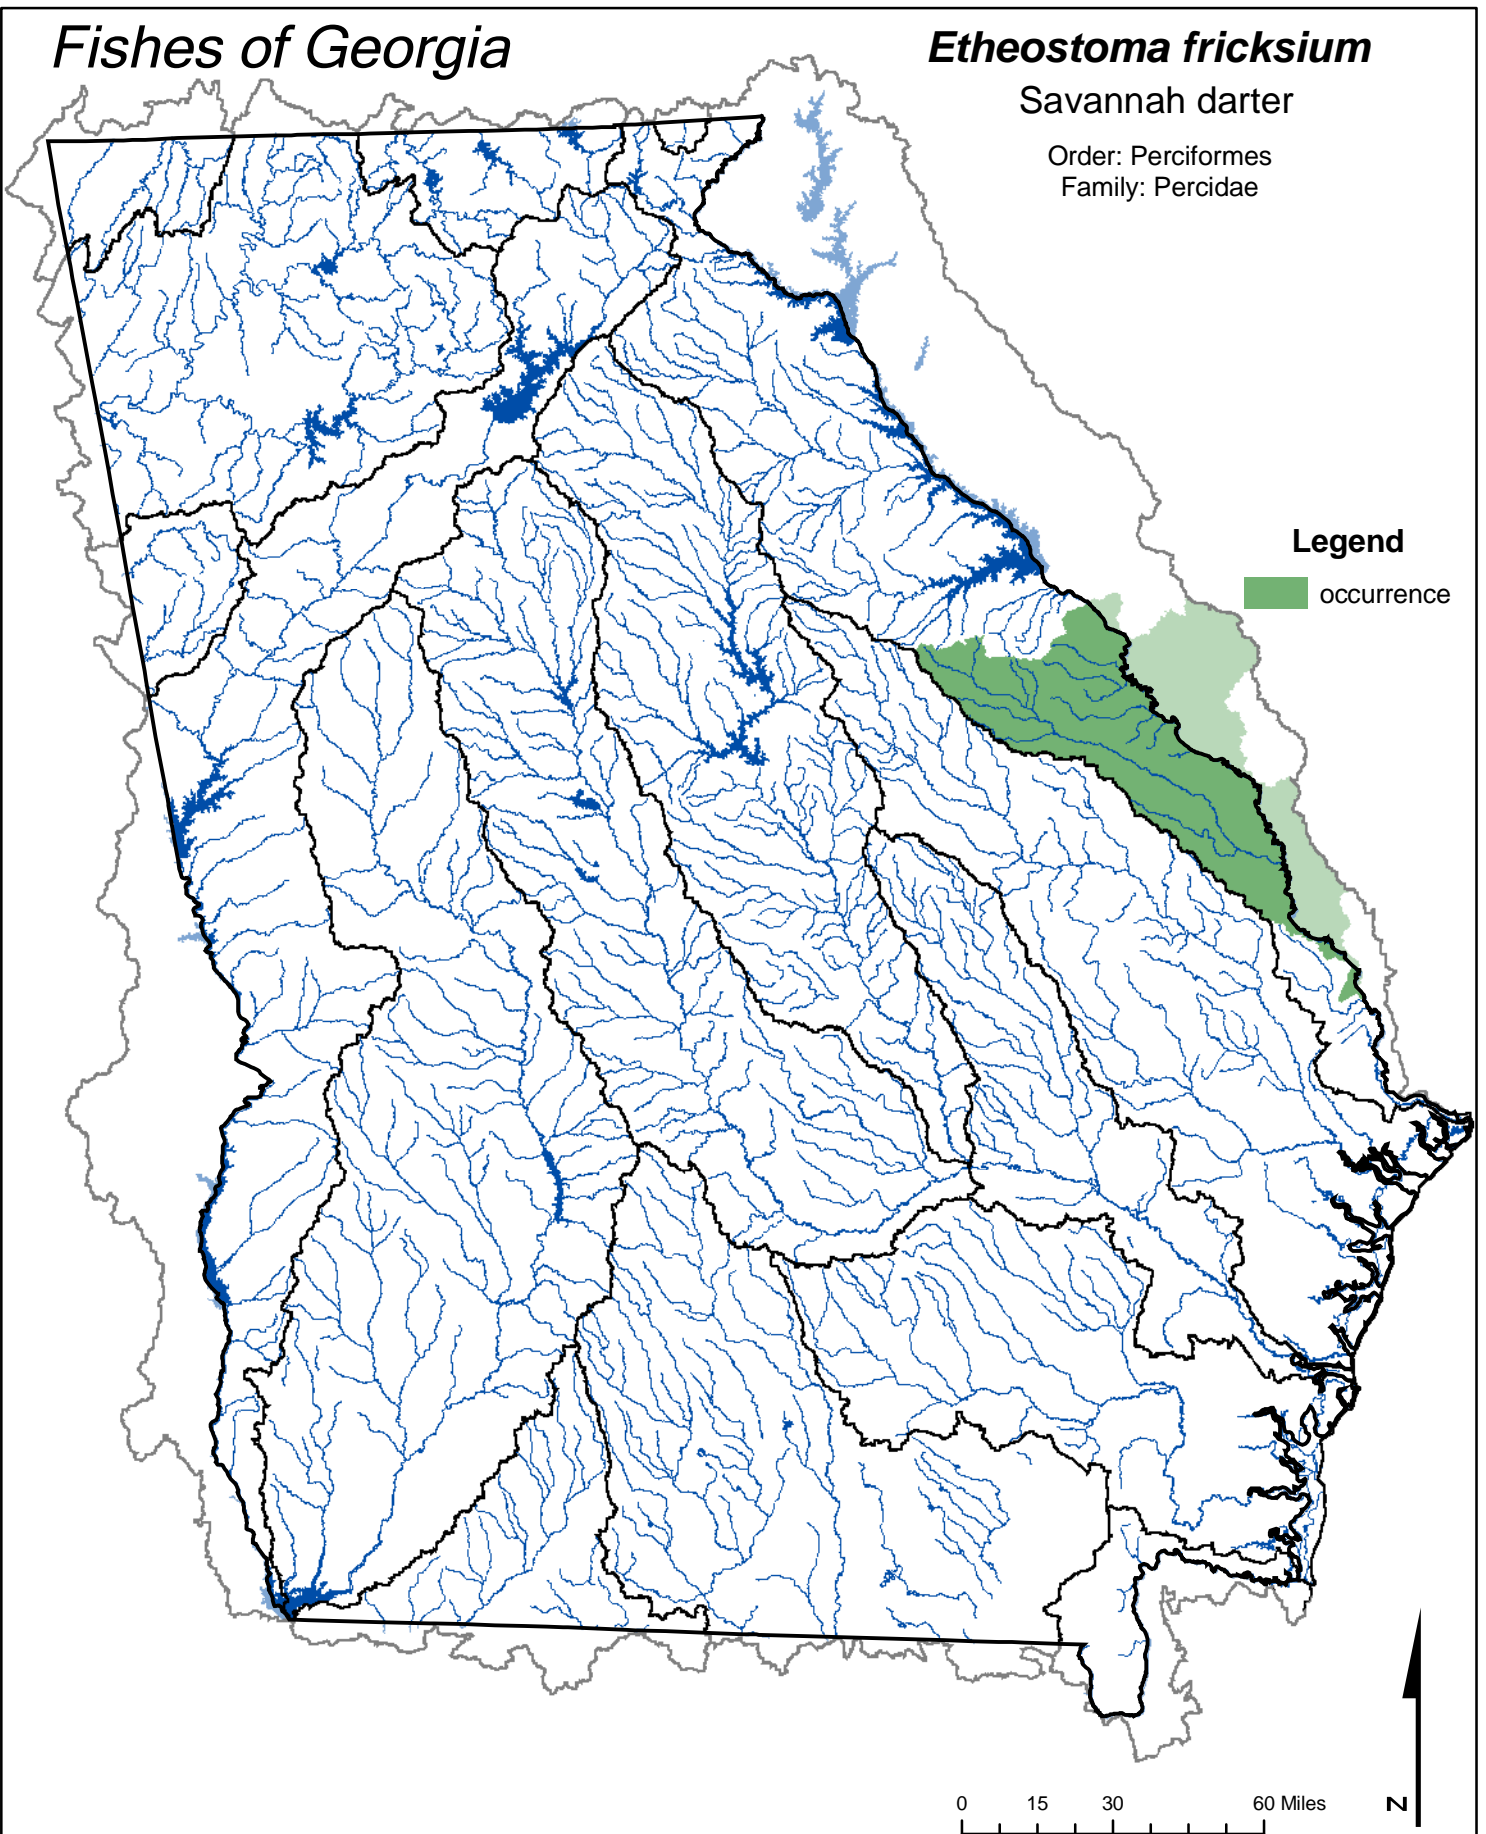 Fishes of Georgia
Etheostoma fricksium
Savannah darter
Order: Perciformes
Family: Percidae
Legend
occurrence
0 15 30 60 Miles
N